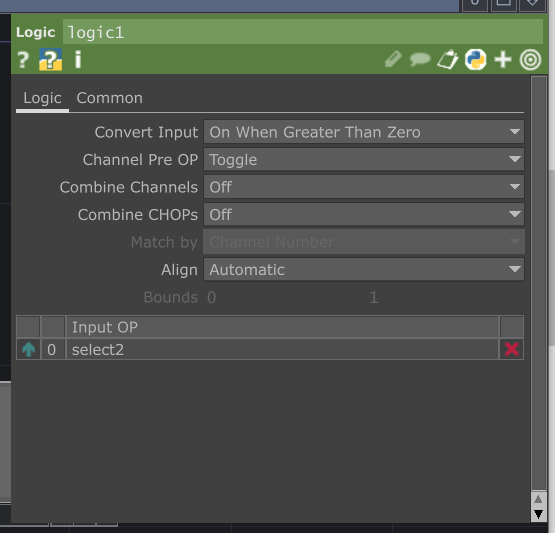 Logic logic1
? ? i
Logic Common
Convert Input On When Greater Than Zero
Channel Pre OP Toggle
Combine Channels Off
Combine CHOPs Off
Match by Channel Number
Align Automatic
Bounds 0 1
Input OP
0 select2